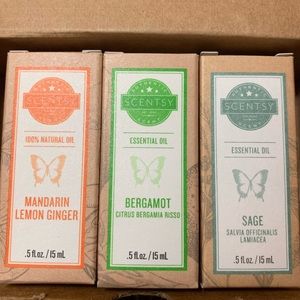 SCENTSY
100% NATURAL OIL
MANDARIN
LEMON GINGER
.5 fl.oz. / 15 mL
SCENTSY
ESSENTIAL OIL
BERGAMOT
CITRUS BERGAMIA RISSO
.5 fl.oz. / 15 mL
SCENTSY
ESSENTIAL OIL
SAGE
SALVIA OFFICINALIS
LAMIACEA
.5 fl.oz. / 15 mL